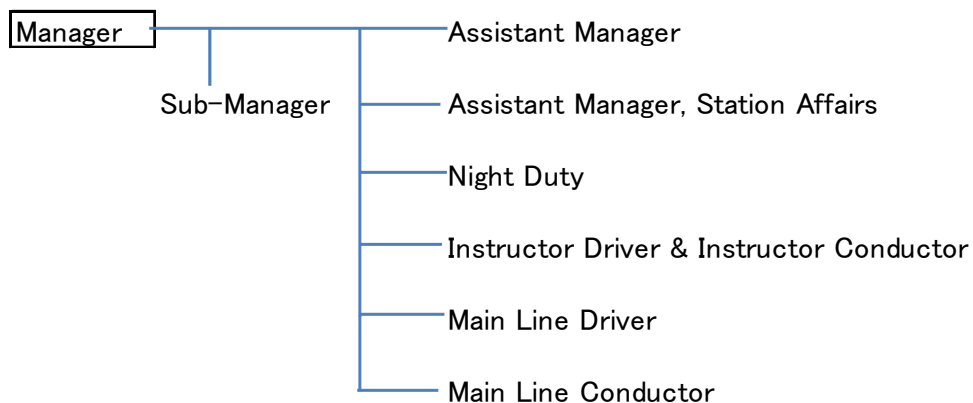 Manager
Assistant Manager
Sub-Manager
Assistant Manager, Station Affairs
Night Duty
Instructor Driver & Instructor Conductor
Main Line Driver
Main Line Conductor